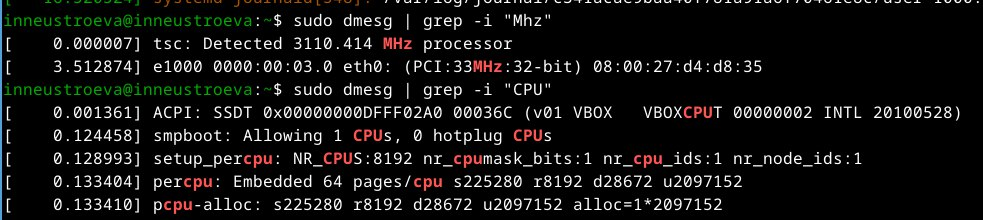 inneustroeva@inneustroeva:~$ sudo dmesg | grep -i "Mhz"
[    0.000007] tsc: Detected 3110.414 MHz processor
[    3.512874] e1000 0000:00:03.0 eth0: (PCI:33MHz:32-bit) 08:00:27:d4:d8:35
inneustroeva@inneustroeva:~$ sudo dmesg | grep -i "CPU"
[    0.001361] ACPI: SSDT 0x00000000DFFF02A0 00036C (v01 VBOX   VBOXCPUT 00000002 INTL 20100528)
[    0.124458] smpboot: Allowing 1 CPUs, 0 hotplug CPUs
[    0.128993] setup_percpu: NR_CPUS:8192 nr_cpumask_bits:1 nr_cpu_ids:1 nr_node_ids:1
[    0.133404] percpu: Embedded 64 pages/cpu s225280 r8192 d28672 u2097152
[    0.133410] pcpu-alloc: s225280 r8192 d28672 u2097152 alloc=1*2097152